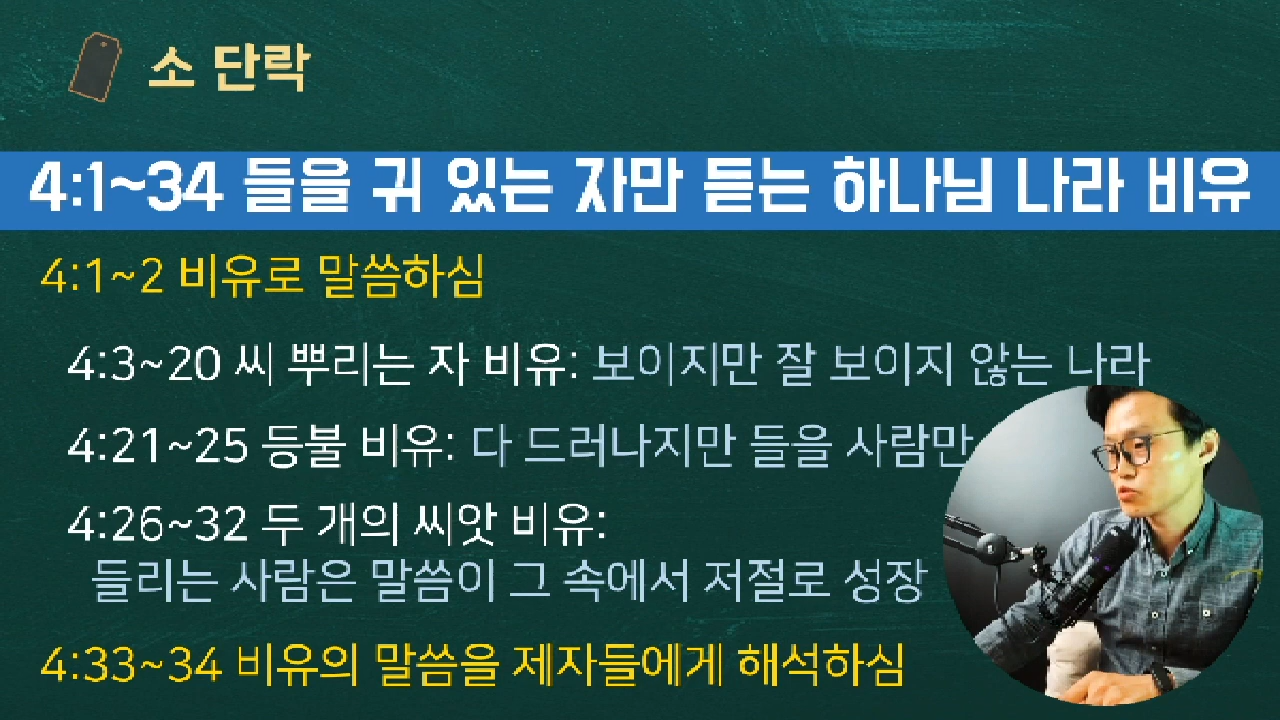 소 단락
4:1~34 들을 귀 있는 자만 듣는 하나님 나라 비유
4:1~2 비유로 말씀하심
4:3~20 씨 뿌리는 자 비유: 보이지만 잘 보이지 않는 나라
4:21~25 등불 비유: 다 드러나지만 들을 사람만
4:26~32 두 개의 씨앗 비유:
들리는 사람은 말씀이 그 속에서 저절로 성장
4:33~34 비유의 말씀을 제자들에게 해석하심